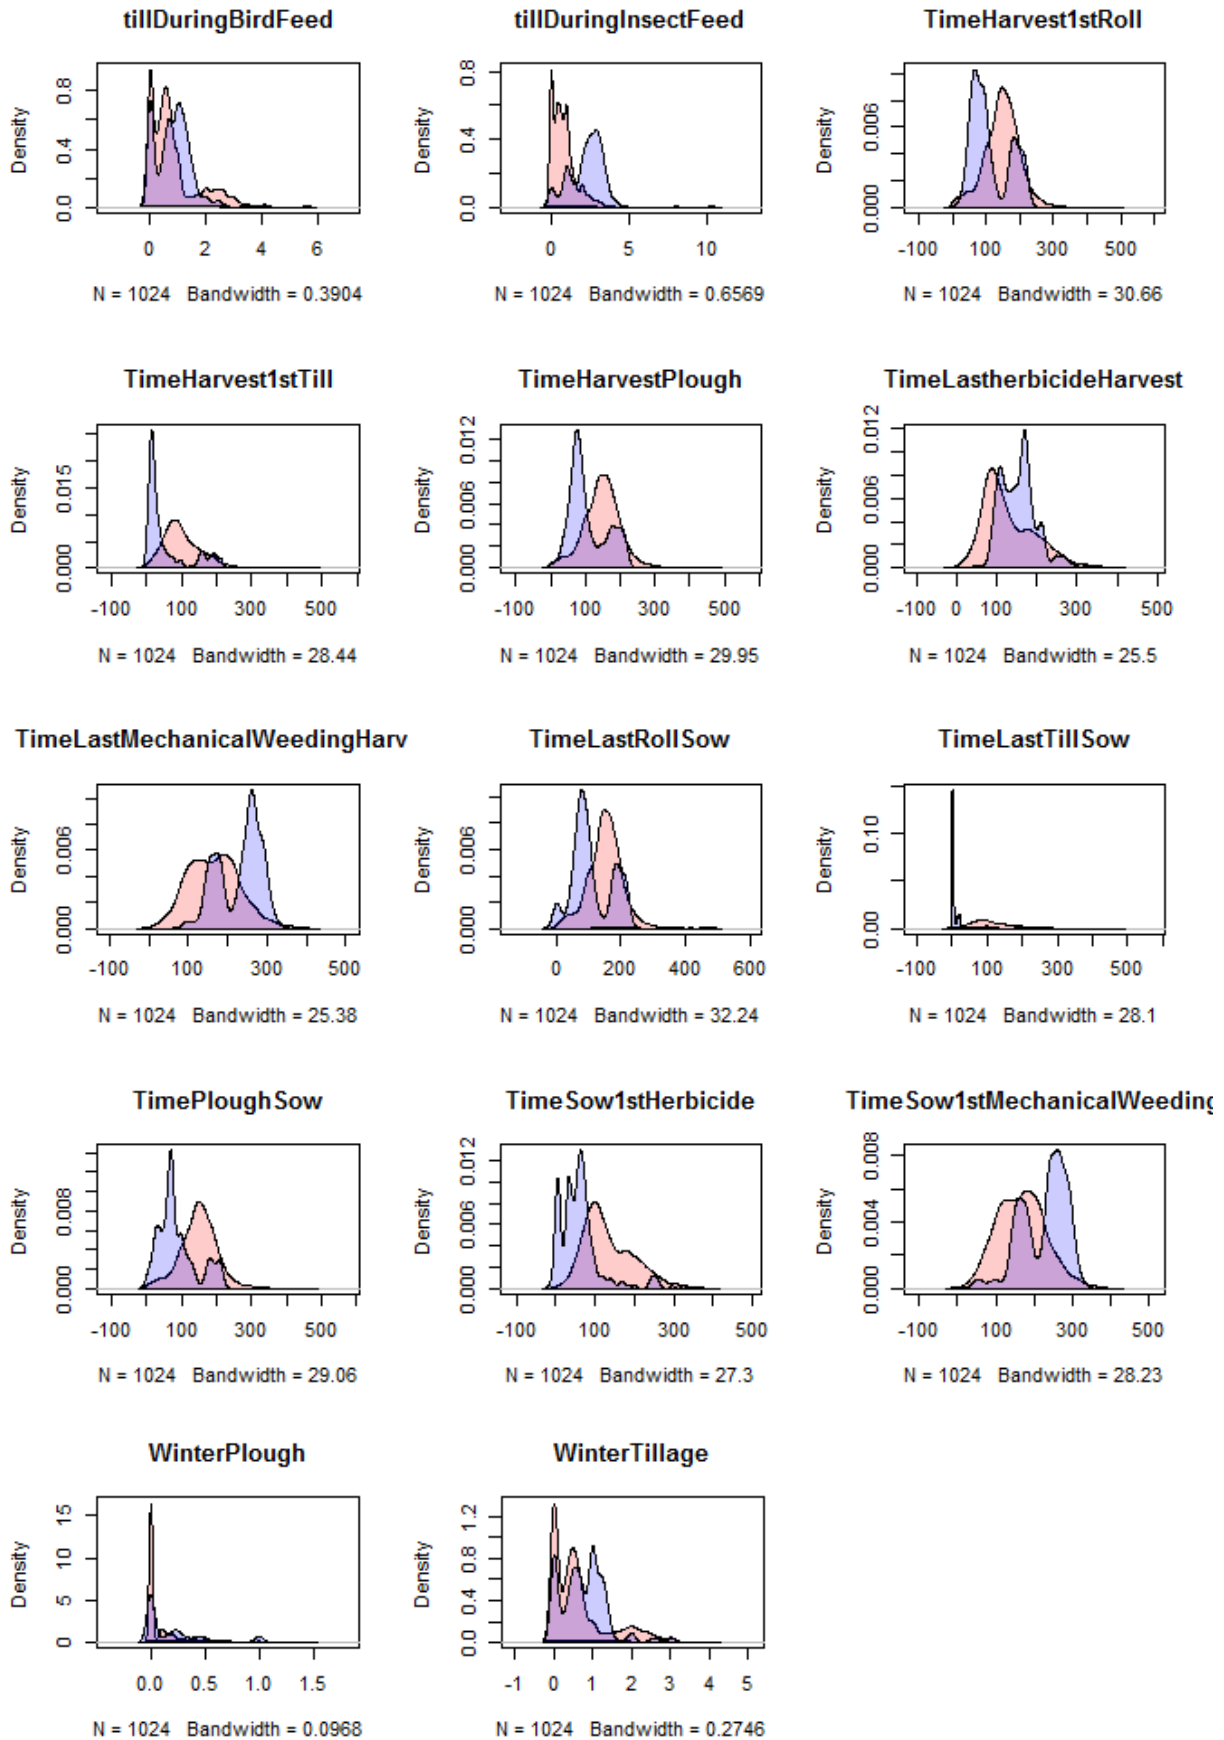 tillDuringBirdFeed
tillDuringInsectFeed
TimeHarvest1stRoll
Density
0.0 0.4 0.8
0 2 4 6
N = 1024 Bandwidth = 0.3904
Density
0.0 0.4 0.8
0 5 10
N = 1024 Bandwidth = 0.6569
Density
0.000 0.006
-100 100 300 500
N = 1024 Bandwidth = 30.66
TimeHarvest1stTill
TimeHarvestPlough
TimeLastherbicideHarvest
Density
0.000 0.015
-100 100 300 500
N = 1024 Bandwidth = 28.44
Density
0.000 0.006 0.012
-100 100 300 500
N = 1024 Bandwidth = 29.95
Density
0.000 0.006 0.012
-100 0 100 300 500
N = 1024 Bandwidth = 25.5
TimeLastMechanicalWeedingHarv
TimeLastRollSow
TimeLastTillSow
Density
0.000 0.006
-100 100 300 500
N = 1024 Bandwidth = 25.38
Density
0.000 0.006
0 200 400 600
N = 1024 Bandwidth = 32.24
Density
0.00 0.10
-100 100 300 500
N = 1024 Bandwidth = 28.1
TimePloughSow
TimeSow1stHerbicide
TimeSow1stMechanicalWeeding
Density
0.000 0.008
-100 100 300 500
N = 1024 Bandwidth = 29.06
Density
0.000 0.006 0.012
-100 100 300 500
N = 1024 Bandwidth = 27.3
Density
0.000 0.004 0.008
-100 100 300 500
N = 1024 Bandwidth = 28.23
WinterPlough
WinterTillage
Density
0 5 10 15
0.0 0.5 1.0 1.5
N = 1024 Bandwidth = 0.0968
Density
0.0 0.4 0.8 1.2
-1 0 1 2 3 4 5
N = 1024 Bandwidth = 0.2746